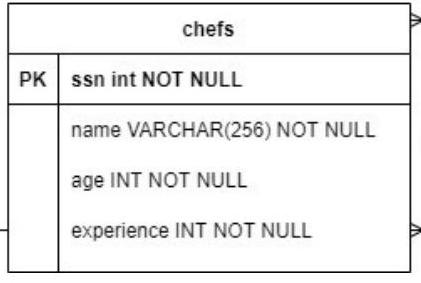 chefs
PK ssn int NOT NULL
name VARCHAR(256) NOT NULL
age INT NOT NULL
experience INT NOT NULL